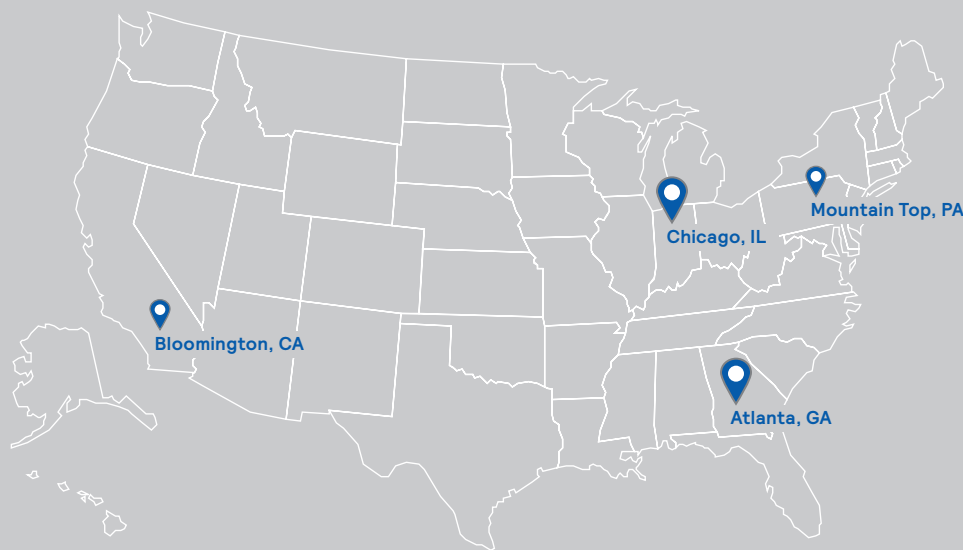 Mountain Top, PA
Chicago, IL
Bloomington, CA
Atlanta, GA